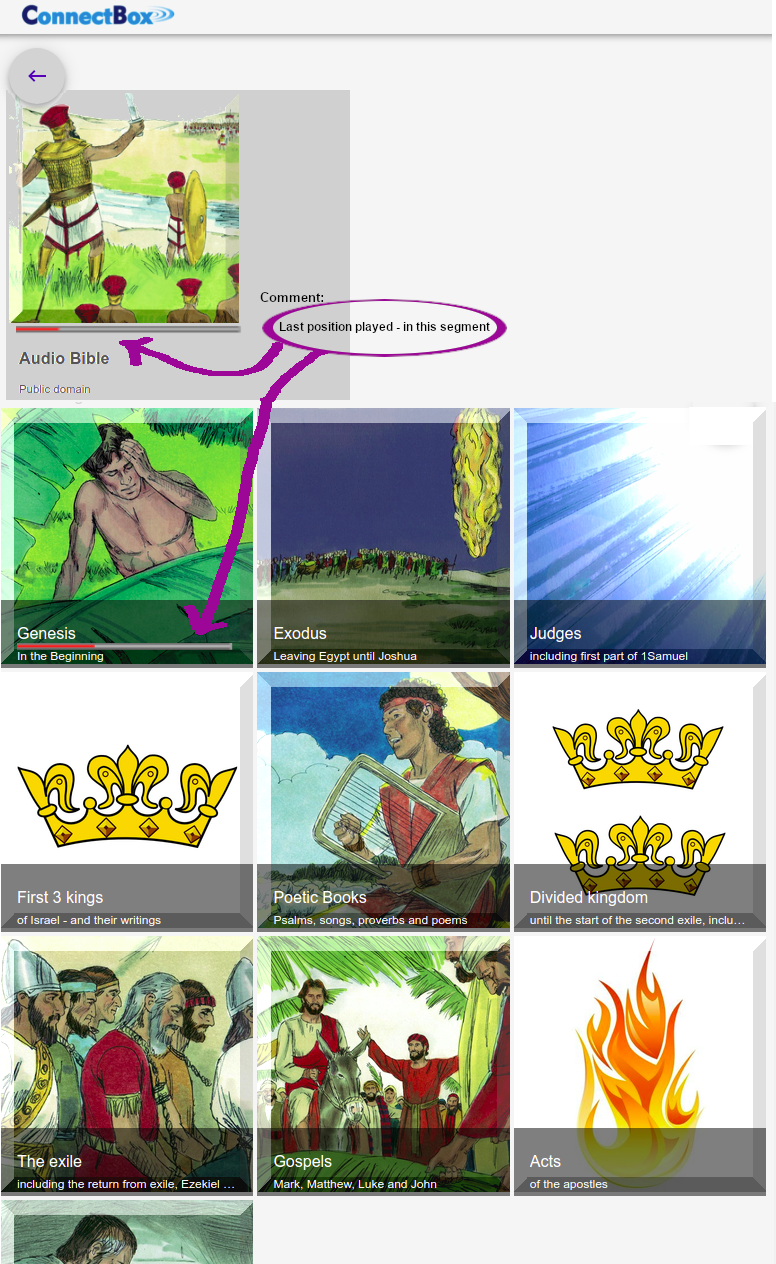 ConnectBox
Comment:
Last position played - in this segment
Audio Bible
Public domain
Genesis
In the Beginning
Exodus
Leaving Egypt until Joshua
Judges
including first part of 1Samuel
First 3 kings
of Israel - and their writings
Poetic Books
Psalms, songs, proverbs and poems
Divided kingdom
until the start of the second exile, inclu…
The exile
including the return from exile, Ezekiel …
Gospels
Mark, Matthew, Luke and John
Acts
of the apostles